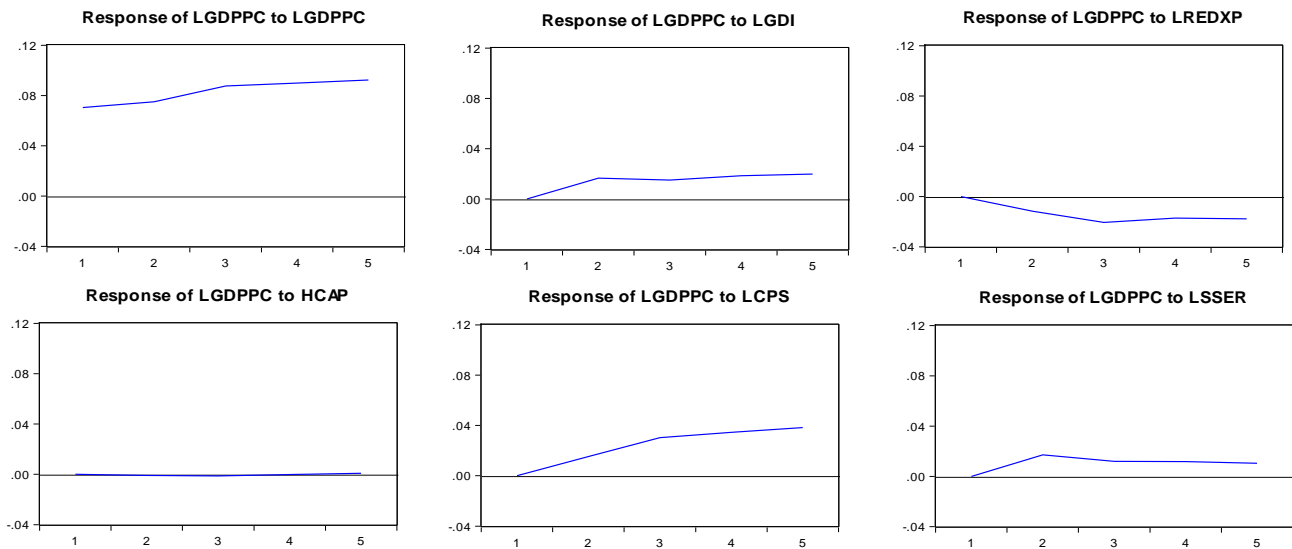 Response of LGDPPC to LGDPPC
.12
.08
.04
.00
-.04
1 2 3 4 5
Response of LGDPPC to LGDI
.12
.08
.04
.00
-.04
1 2 3 4 5
Response of LGDPPC to LREDXP
.12
.08
.04
.00
-.04
1 2 3 4 5
Response of LGDPPC to HCAP
.12
.08
.04
.00
-.04
1 2 3 4 5
Response of LGDPPC to LCPS
.12
.08
.04
.00
-.04
1 2 3 4 5
Response of LGDPPC to LSSER
.12
.08
.04
.00
-.04
1 2 3 4 5